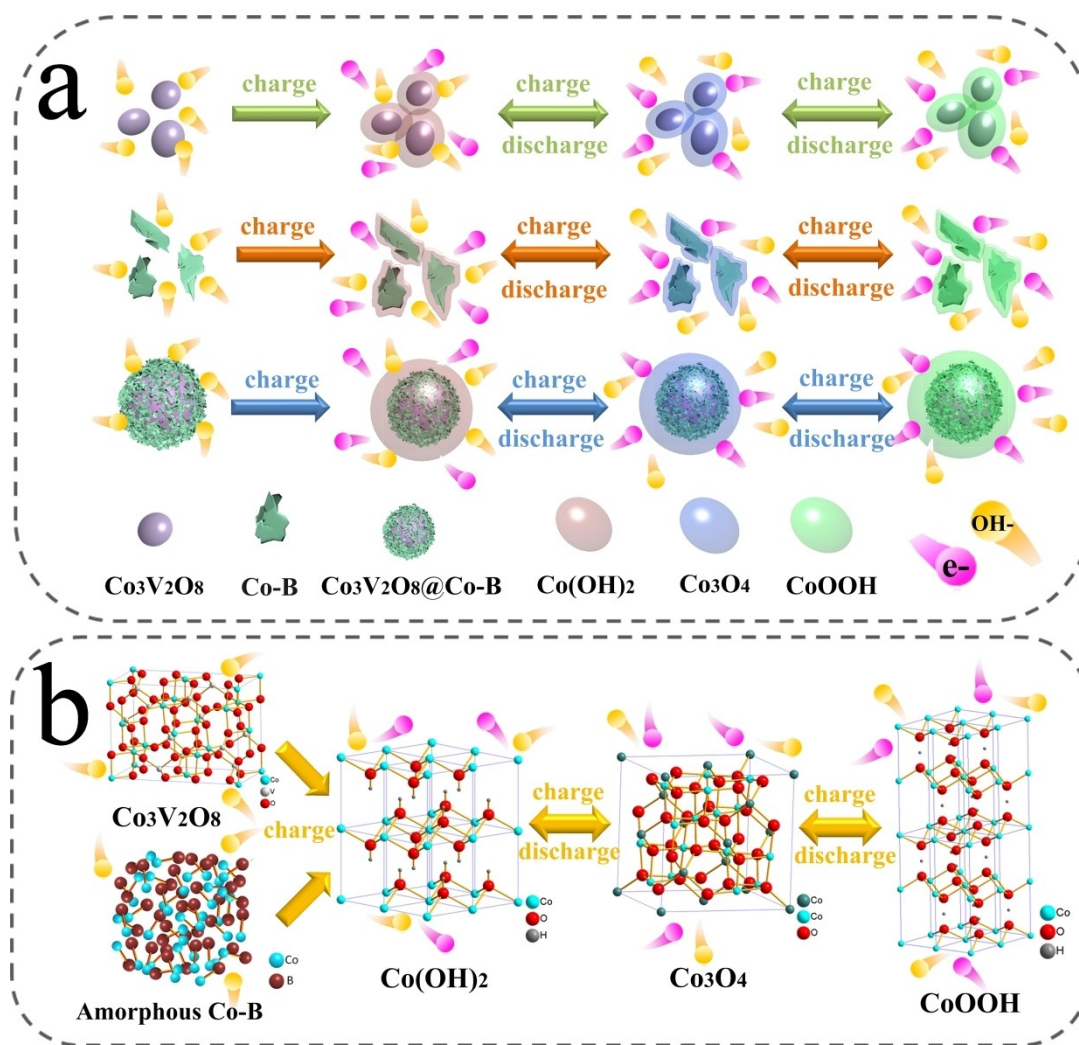 a
charge charge charge
discharge discharge
charge charge charge
discharge discharge
charge charge charge
discharge discharge
OH-
e-
Co3V2O8 Co-B Co3V2O8@Co-B Co(OH)2 Co3O4 CoOOH
b
Co
V
O
Co3V2O8
charge
charge
discharge
charge
discharge
Co
B
Amorphous Co-B
Co
O
H
Co(OH)2
Co
Co
O
Co3O4
Co
O
H
CoOOH